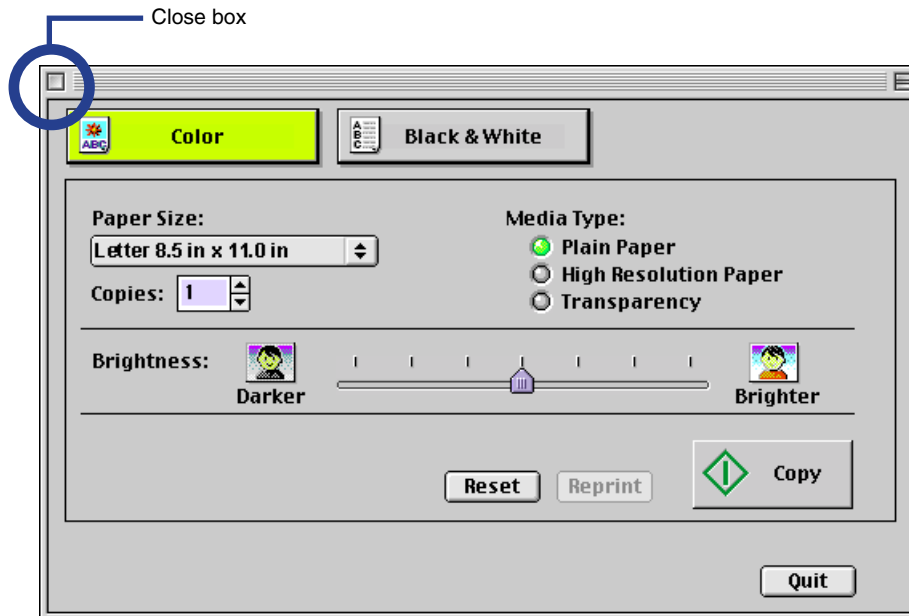 Close box
Color
Black & White
Paper Size:
Letter 8.5 in x 11.0 in
Copies: 1
Media Type:
Plain Paper
High Resolution Paper
Transparency
Brightness:
Darker
Brighter
Reset
Reprint
Copy
Quit
ABC
A
B
C